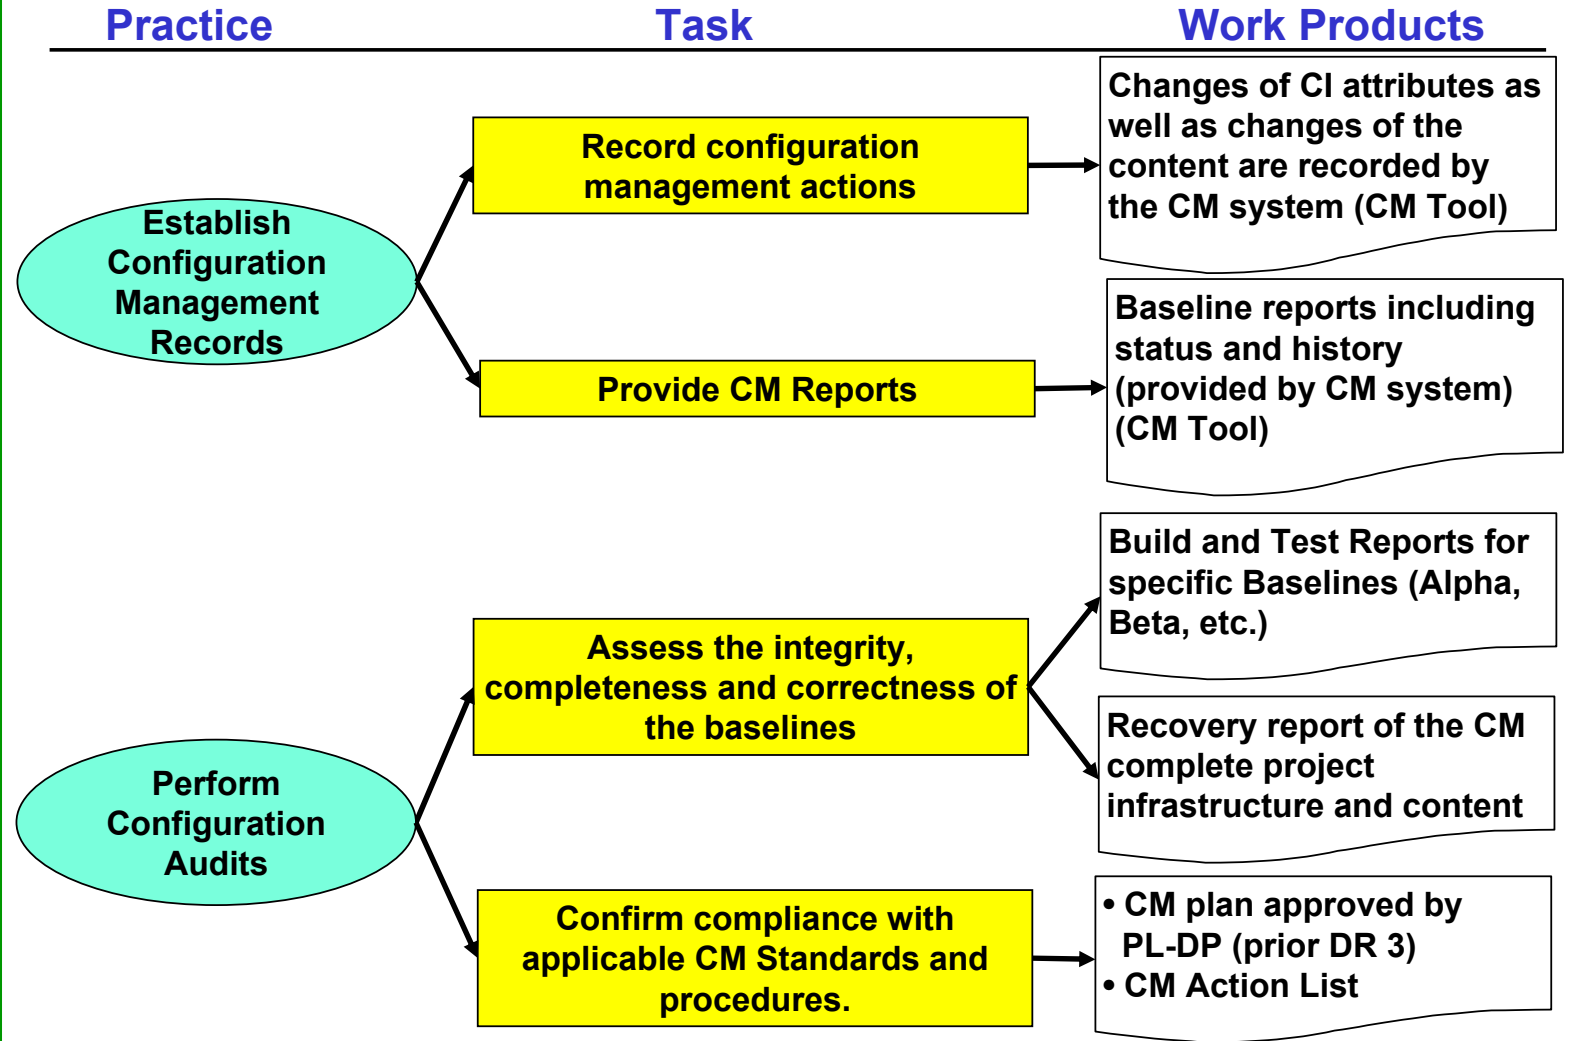 Practice Task Work Products
Establish
Configuration
Management
Records
Record configuration
management actions
Changes of CI attributes as
well as changes of the
content are recorded by
the CM system (CM Tool)
Provide CM Reports
Baseline reports including
status and history
(provided by CM system)
(CM Tool)
Perform
Configuration
Audits
Assess the integrity,
completeness and correctness of
the baselines
Build and Test Reports for
specific Baselines (Alpha,
Beta, etc.)
Recovery report of the CM
complete project
infrastructure and content
Confirm compliance with
applicable CM Standards and
procedures.
• CM plan approved by
PL-DP (prior DR 3)
• CM Action List